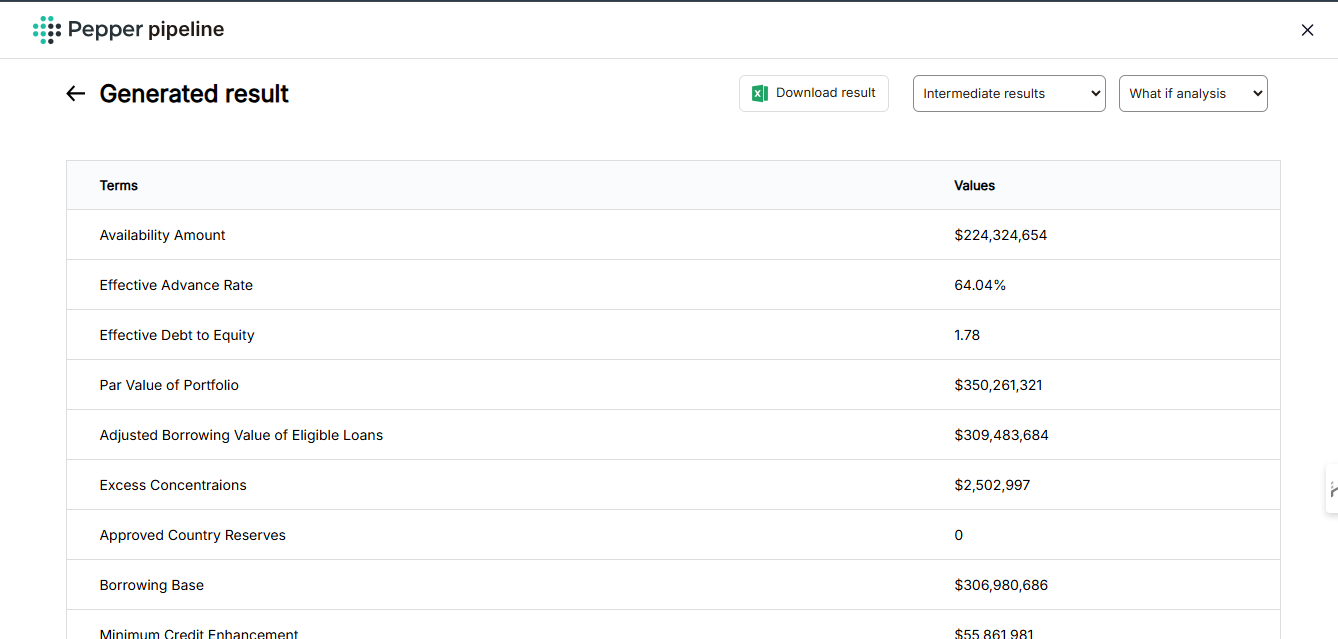 Pepper pipeline
Generated result
Download result
Intermediate results
What if analysis
Terms Values
Availability Amount $224,324,654
Effective Advance Rate 64.04%
Effective Debt to Equity 1.78
Par Value of Portfolio $350,261,321
Adjusted Borrowing Value of Eligible Loans $309,483,684
Excess Concentraions $2,502,997
Approved Country Reserves 0
Borrowing Base $306,980,686
Minimum Credit Enhancement $55,861,981